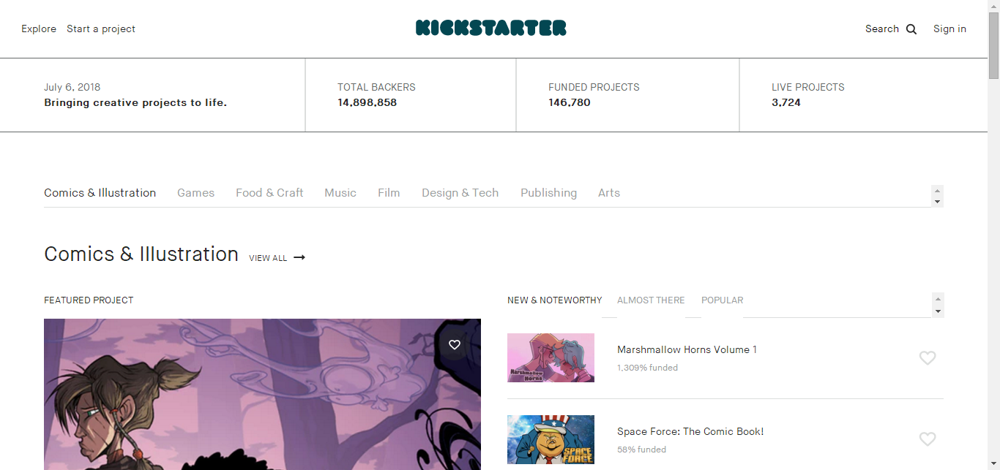 Explore Start a project KICKSTARTER Search Sign in
July 6, 2018
Bringing creative projects to life.
TOTAL BACKERS
14,898,858
FUNDED PROJECTS
146,780
LIVE PROJECTS
3,724
Comics & Illustration Games Food & Craft Music Film Design & Tech Publishing Arts
Comics & Illustration VIEW ALL
FEATURED PROJECT
NEW & NOTEWORTHY ALMOST THERE POPULAR
Marshmallow
Horns
Marshmallow Horns Volume 1
1,309% funded
SPACE
FORCE
Space Force: The Comic Book!
58% funded